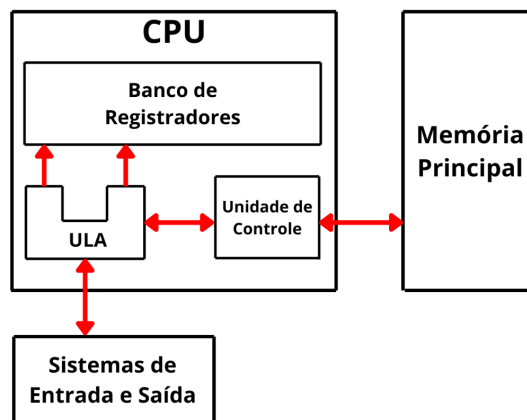 CPU
Banco de
Registradores
Memória
Principal
Unidade de
Controle
ULA
Sistemas de
Entrada e Saída